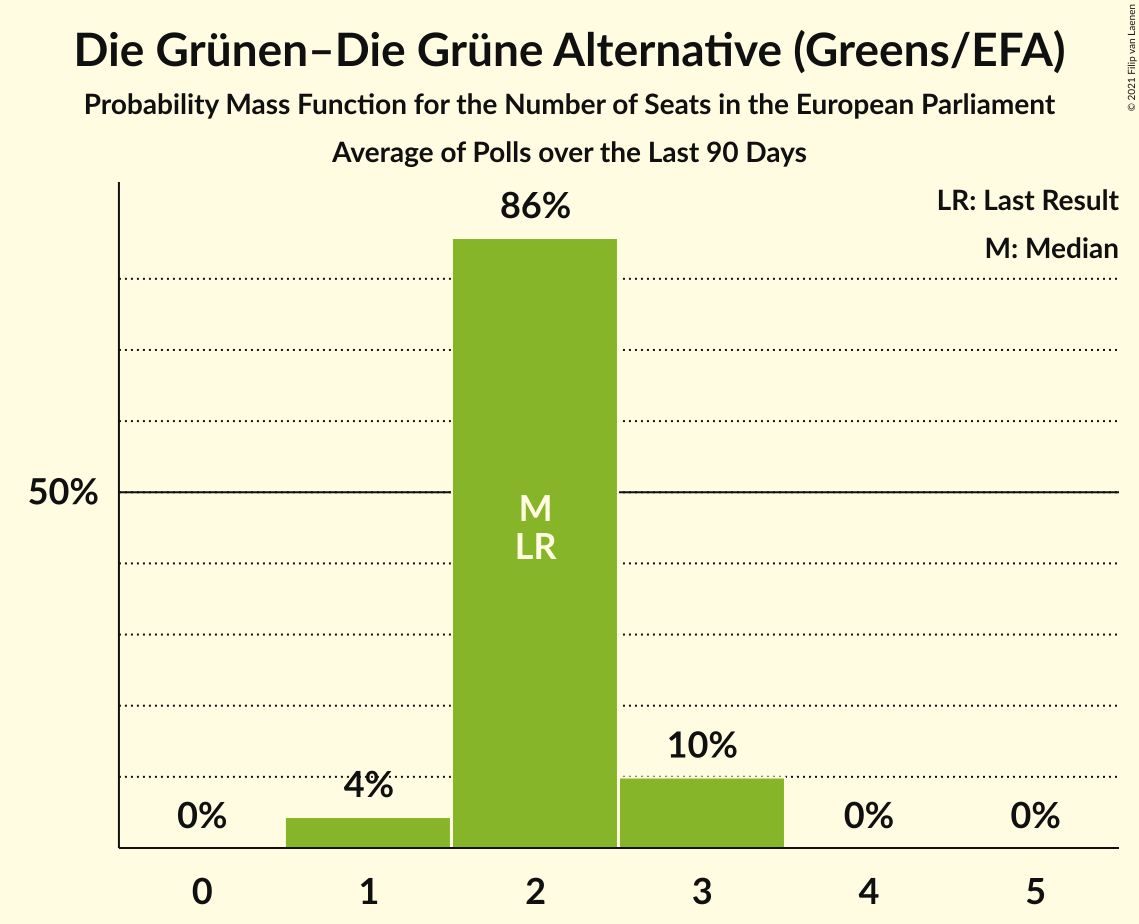 Die Grünen–Die Grüne Alternative (Greens/EFA)
Probability Mass Function for the Number of Seats in the European Parliament
Average of Polls over the Last 90 Days
© 2021 Filip van Laenen
LR: Last Result
M: Median
86%
50%
M
LR
10%
4%
0%
0%
0%
0 1 2 3 4 5